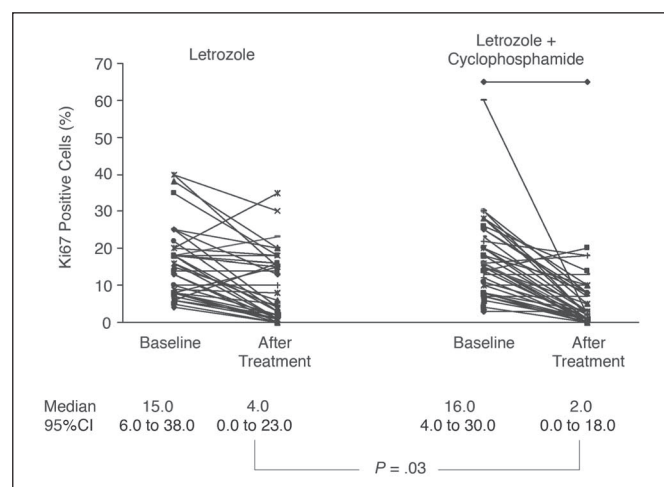 Letrozole
Letrozole +
Cyclophosphamide
Ki67 Positive Cells (%)
70
60
50
40
30
20
10
0
Baseline
After
Treatment
Baseline
After
Treatment
Median 15.0 4.0 16.0 2.0
95%CI 6.0 to 38.0 0.0 to 23.0 4.0 to 30.0 0.0 to 18.0
P = .03